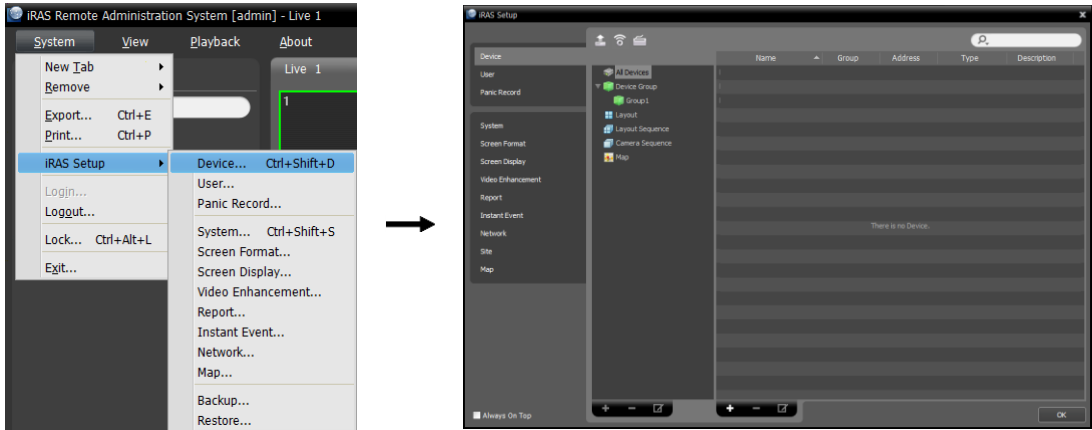 iRAS Remote Administration System [admin] - Live 1
System View Playback About
New Tab
Remove
Export... Ctrl+E
Print... Ctrl+P
iRAS Setup
Login...
Logout...
Lock... Ctrl+Alt+L
Exit...
Live 1
1
Device... Ctrl+Shift+D
User...
Panic Record...
System... Ctrl+Shift+S
Screen Format...
Screen Display...
Video Enhancement...
Report...
Instant Event...
Network...
Map...
Backup...
Restore...
iRAS Setup
Device
User
Panic Record
System
Screen Format
Screen Display
Video Enhancement
Report
Instant Event
Network
Site
Map
Always On Top
All Devices
Device Group
Group1
Layout
Layout Sequence
Camera Sequence
Map
Name Group Address Type Description
There is no Device.
OK